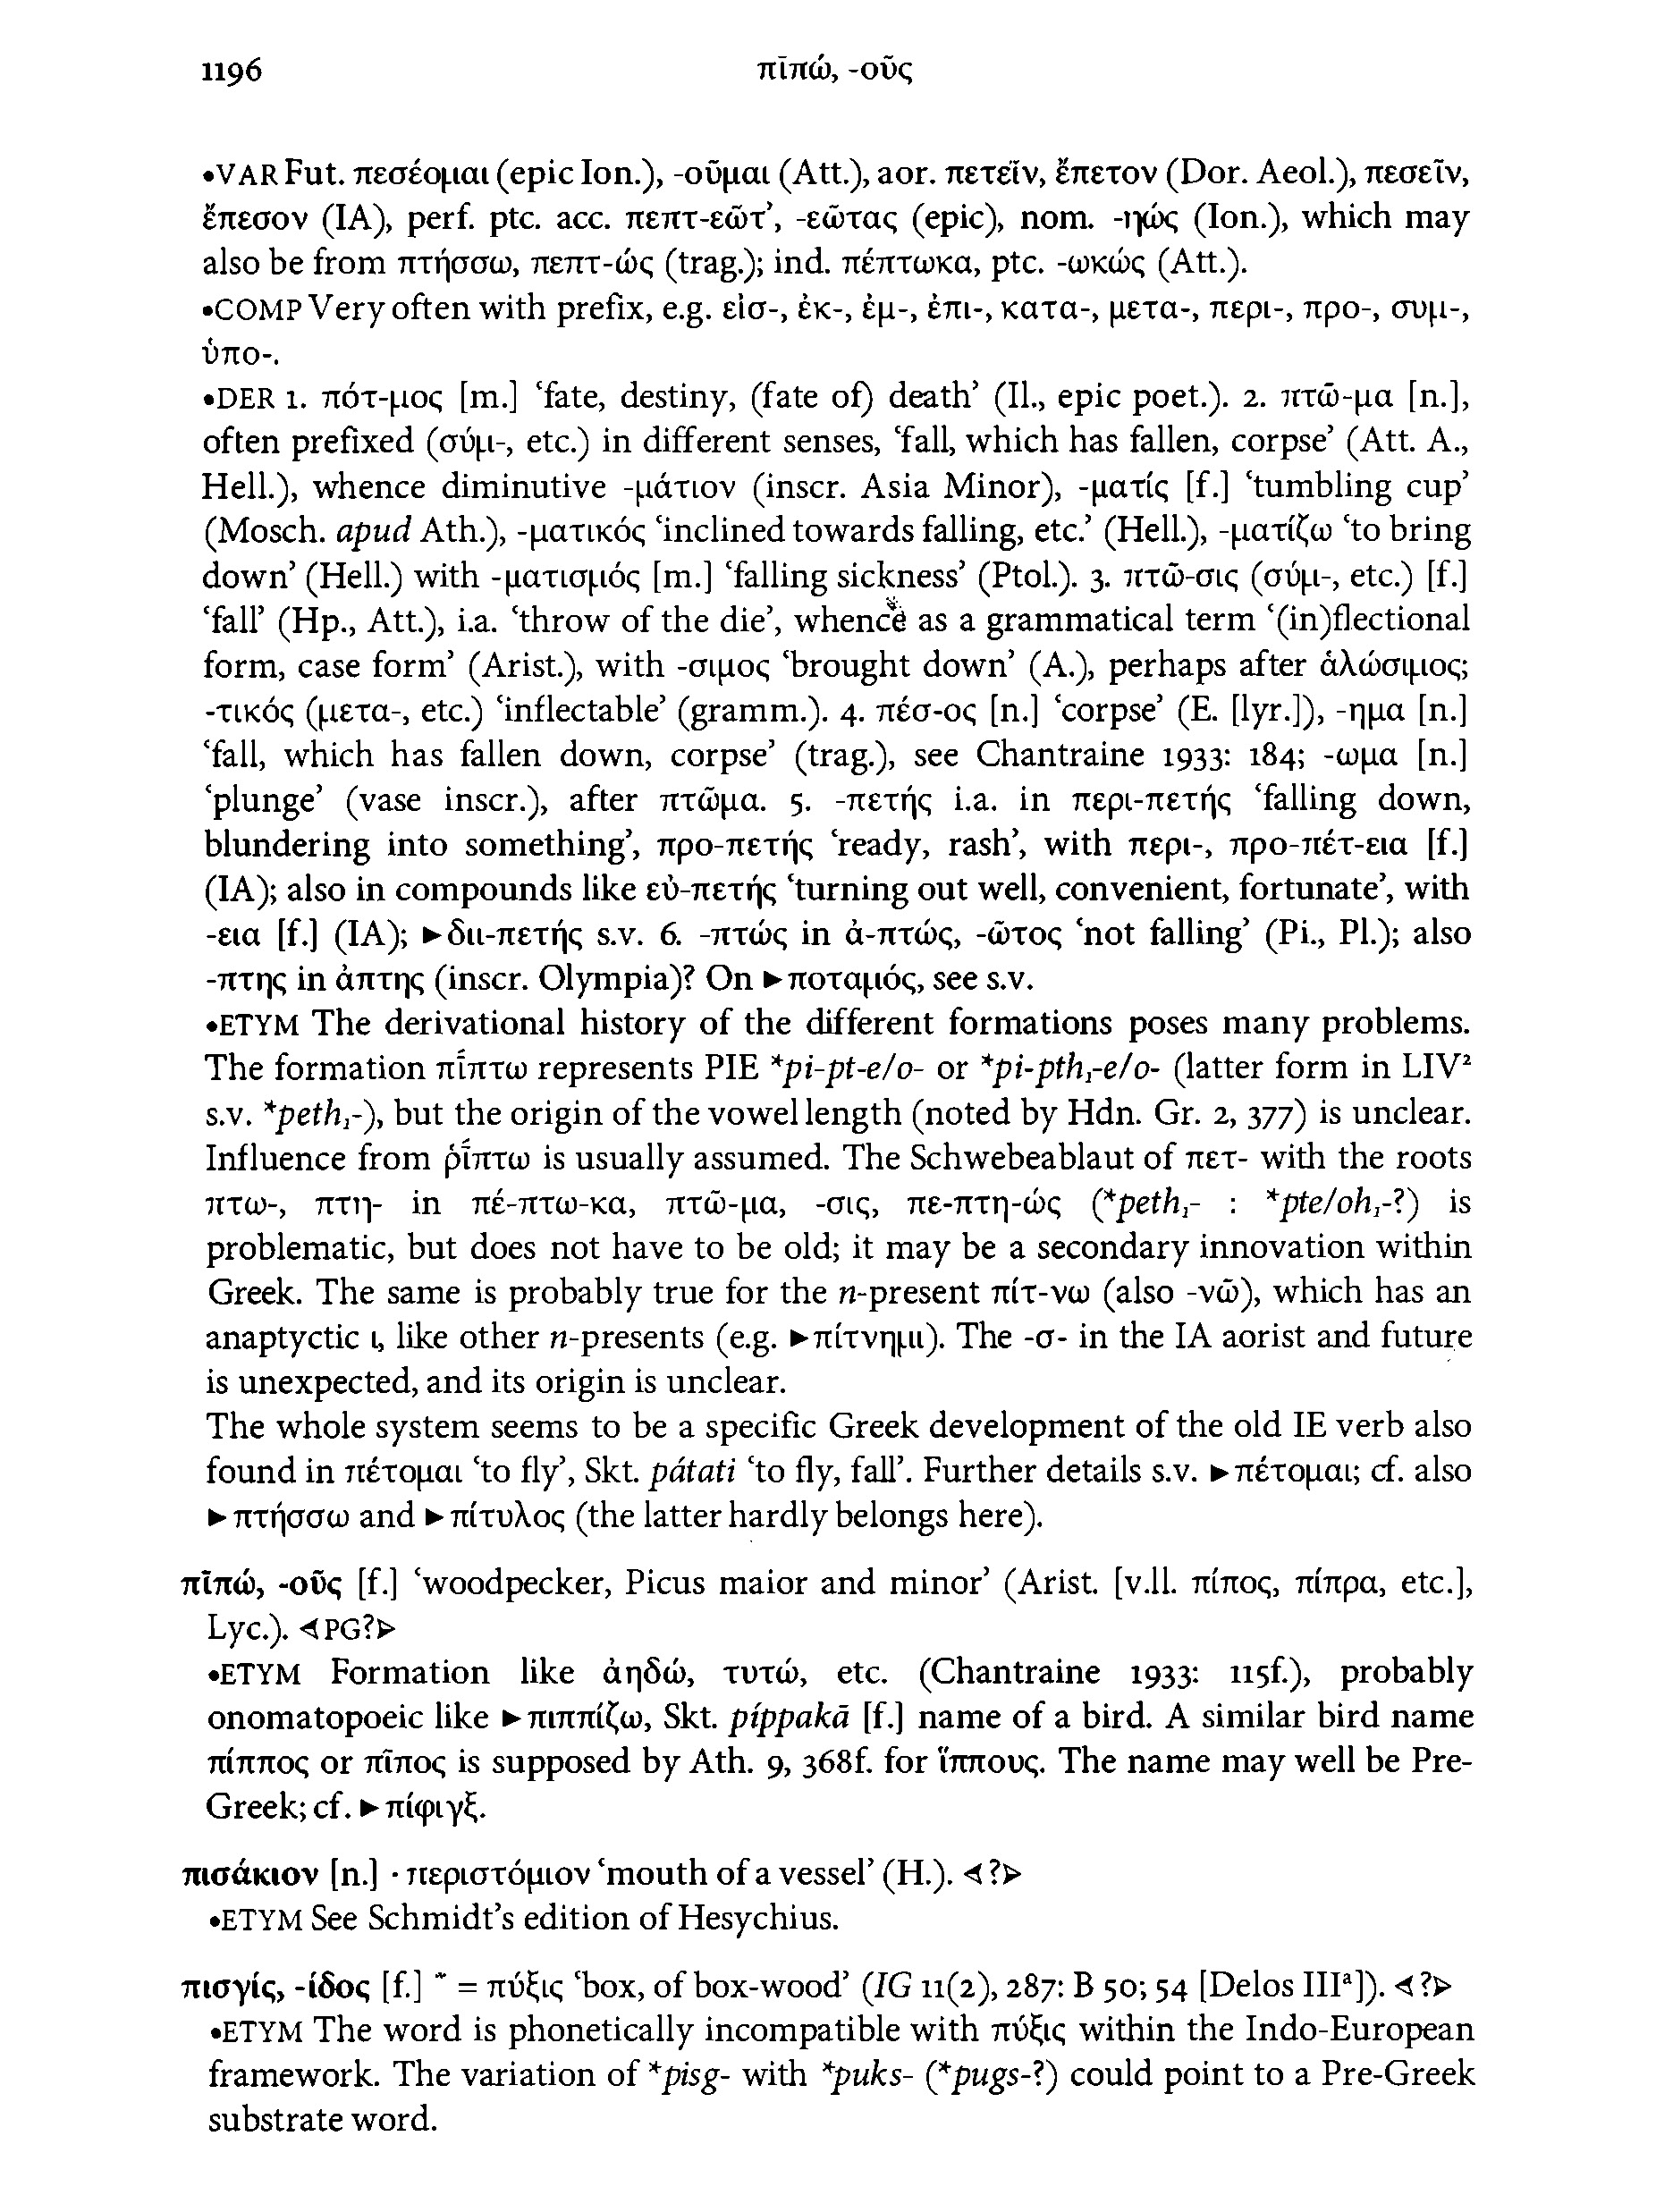 1196 πῑπώ, -οῦς
•VAR Fut. πεσέομαι (epic Ion.), -οῦμαι (Att.), aor. πετεῖν, ἔπετον (Dor. Aeol.), πεσεῖν,
ἔπεσον (IA), perf. ptc. acc. πεπτ-εῶτ’, -εῶτας (epic), nom. -ηώς (Ion.), which may
also be from πτήσσω, πεπτ-ώς (trag.); ind. πέπτωκα, ptc. -ωκώς (Att.).
•COMP Very often with prefix, e.g. εἰσ-, ἐκ-, ἐμ-, ἐπι-, κατα-, μετα-, περι-, προ-, συμ-,
ὑπο-.
•DER 1. πότ-μος [m.] ‘fate, destiny, (fate of) death’ (Il., epic poet.). 2. πτῶ-μα [n.],
often prefixed (σύμ-, etc.) in different senses, ‘fall, which has fallen, corpse’ (Att. A.,
Hell.), whence diminutive -μάτιον (inscr. Asia Minor), -ματίς [f.] ‘tumbling cup’
(Mosch. apud Ath.), -ματικός ‘inclined towards falling, etc.’ (Hell.), -ματίζω ‘to bring
down’ (Hell.) with -ματισμός [m.] ‘falling sickness’ (Ptol.). 3. πτῶ-σις (σύμ-, etc.) [f.]
‘fall’ (Hp., Att.), i.a. ‘throw of the die’, whence as a grammatical term ‘(in)flectional
form, case form’ (Arist.), with -σιμος ‘brought down’ (A.), perhaps after ἁλώσιμος;
-τικός (μετα-, etc.) ‘inflectable’ (gramm.). 4. πέσ-ος [n.] ‘corpse’ (E. [lyr.]), -ημα [n.]
‘fall, which has fallen down, corpse’ (trag.), see Chantraine 1933: 184; -ωμα [n.]
‘plunge’ (vase inscr.), after πτῶμα. 5. -πετής i.a. in περι-πετής ‘falling down,
blundering into something’, προ-πετής ‘ready, rash’, with περι-, προ-πέτ-εια [f.]
(IA); also in compounds like εὐ-πετής ‘turning out well, convenient, fortunate’, with
-εια [f.] (IA); ►διι-πετής s.v. 6. -πτώς in ἀ-πτώς, -ῶτος ‘not falling’ (Pi., Pl.); also
-πτης in ἀπτης (inscr. Olympia)? On ►ποταμός, see s.v.
•ETYM The derivational history of the different formations poses many problems.
The formation πῑ́πτω represents PIE *pi-pt-e/o- or *pi-pth₁-e/o- (latter form in LIV²
s.v. *peth₁-), but the origin of the vowel length (noted by Hdn. Gr. 2, 377) is unclear.
Influence from ῥῑ́πτω is usually assumed. The Schwebeablaut of πετ- with the roots
πτω-, πτη- in πέ-πτω-κα, πτῶ-μα, -σις, πε-πτη-ώς (*peth₁- : *pte/oh₁-?) is
problematic, but does not have to be old; it may be a secondary innovation within
Greek. The same is probably true for the n-present πίτ-νω (also -νῶ), which has an
anaptyctic ι, like other n-presents (e.g. ►πίτνημι). The -σ- in the IA aorist and future
is unexpected, and its origin is unclear.
The whole system seems to be a specific Greek development of the old IE verb also
found in πέτομαι ‘to fly’, Skt. pátati ‘to fly, fall’. Further details s.v. ►πέτομαι; cf. also
►πτήσσω and ►πίτυλος (the latter hardly belongs here).
πῑπώ, -οῦς [f.] ‘woodpecker, Picus maior and minor’ (Arist. [v.ll. πίπος, πίπρα, etc.],
Lyc.). ◄PG?►
•ETYM Formation like ἀηδώ, τυτώ, etc. (Chantraine 1933: 115f.), probably
onomatopoeic like ►πιππίζω, Skt. píppakā [f.] name of a bird. A similar bird name
πίππος or πῖπος is supposed by Ath. 9, 368f. for ἵππους. The name may well be Pre-
Greek; cf. ►πίφιγξ.
πισάκιον [n.] · περιστόμιον ‘mouth of a vessel’ (H.). ◄?►
•ETYM See Schmidt’s edition of Hesychius.
πισγίς, -ίδος [f.] = πύξις ‘box, of box-wood’ (IG 11(2), 287: B 50; 54 [Delos IIIª]). ◄?►
•ETYM The word is phonetically incompatible with πύξις within the Indo-European
framework. The variation of *pisg- with *puks- (*pugs-?) could point to a Pre-Greek
substrate word.